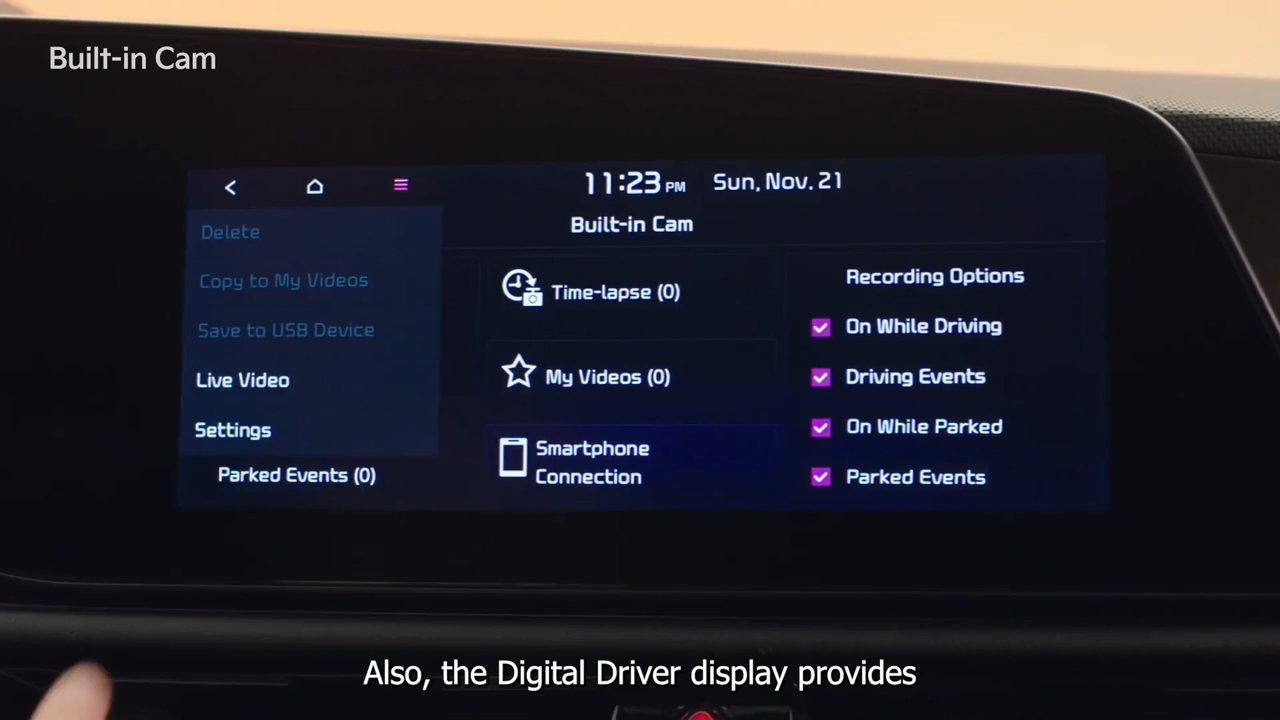 Built-in Cam
11:23 PM Sun, Nov. 21
Built-in Cam
Delete
Copy to My Videos
Save to USB Device
Live Video
Settings
Parked Events (0)
Time-lapse (0)
My Videos (0)
Smartphone
Connection
Recording Options
On While Driving
Driving Events
On While Parked
Parked Events
Also, the Digital Driver display provides